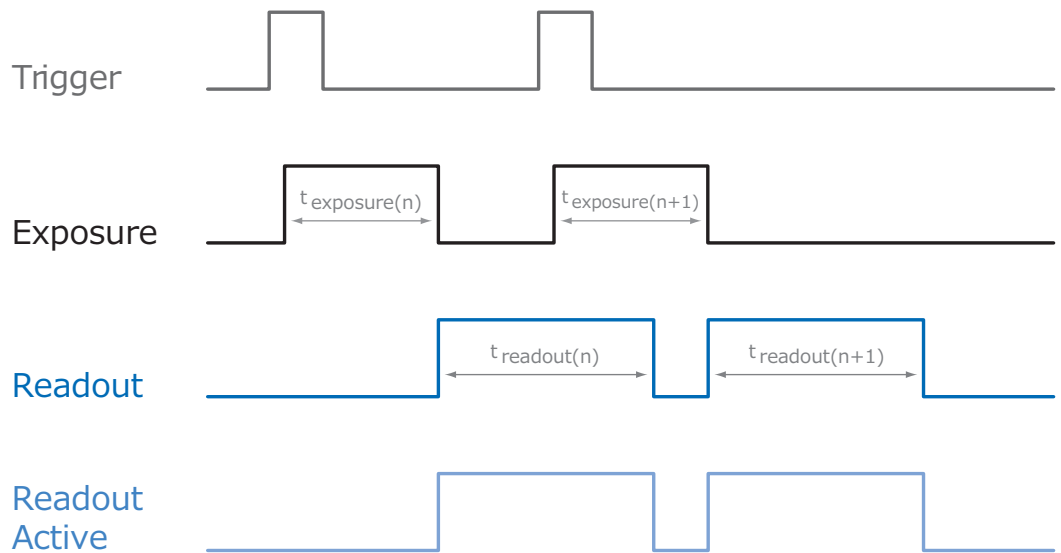 Trigger
Exposure
t exposure(n)
t exposure(n+1)
Readout
t readout(n)
t readout(n+1)
Readout
Active